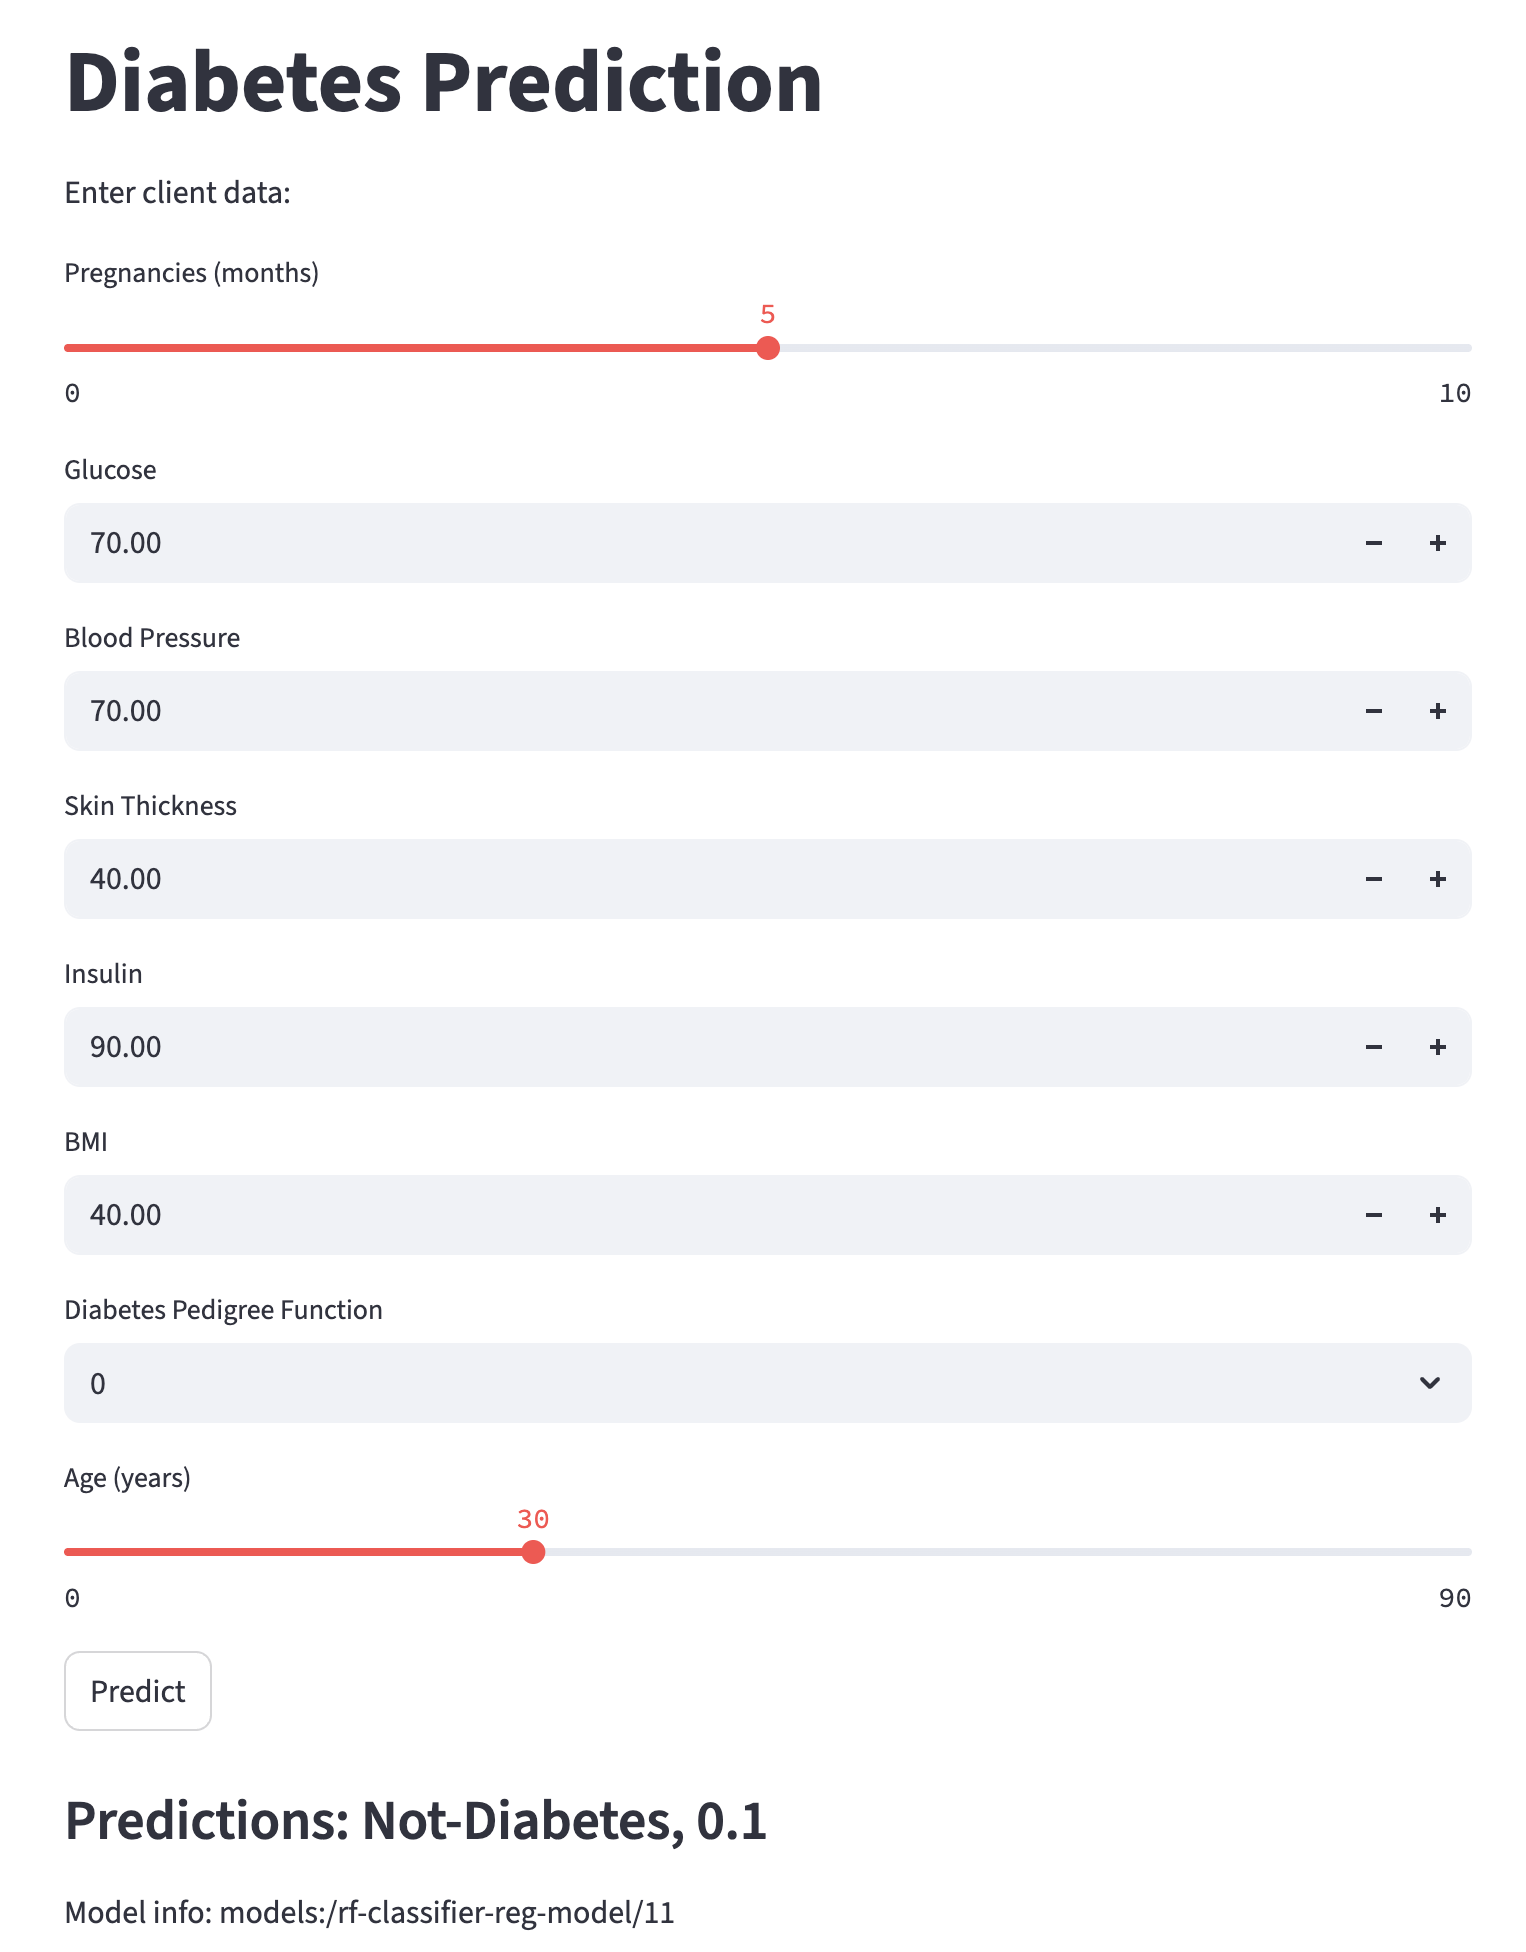 Diabetes Prediction
Enter client data:
Pregnancies (months)
5
0 10
Glucose
70.00 − +
Blood Pressure
70.00 − +
Skin Thickness
40.00 − +
Insulin
90.00 − +
BMI
40.00 − +
Diabetes Pedigree Function
0
Age (years)
30
0 90
Predict
Predictions: Not-Diabetes, 0.1
Model info: models:/rf-classifier-reg-model/11